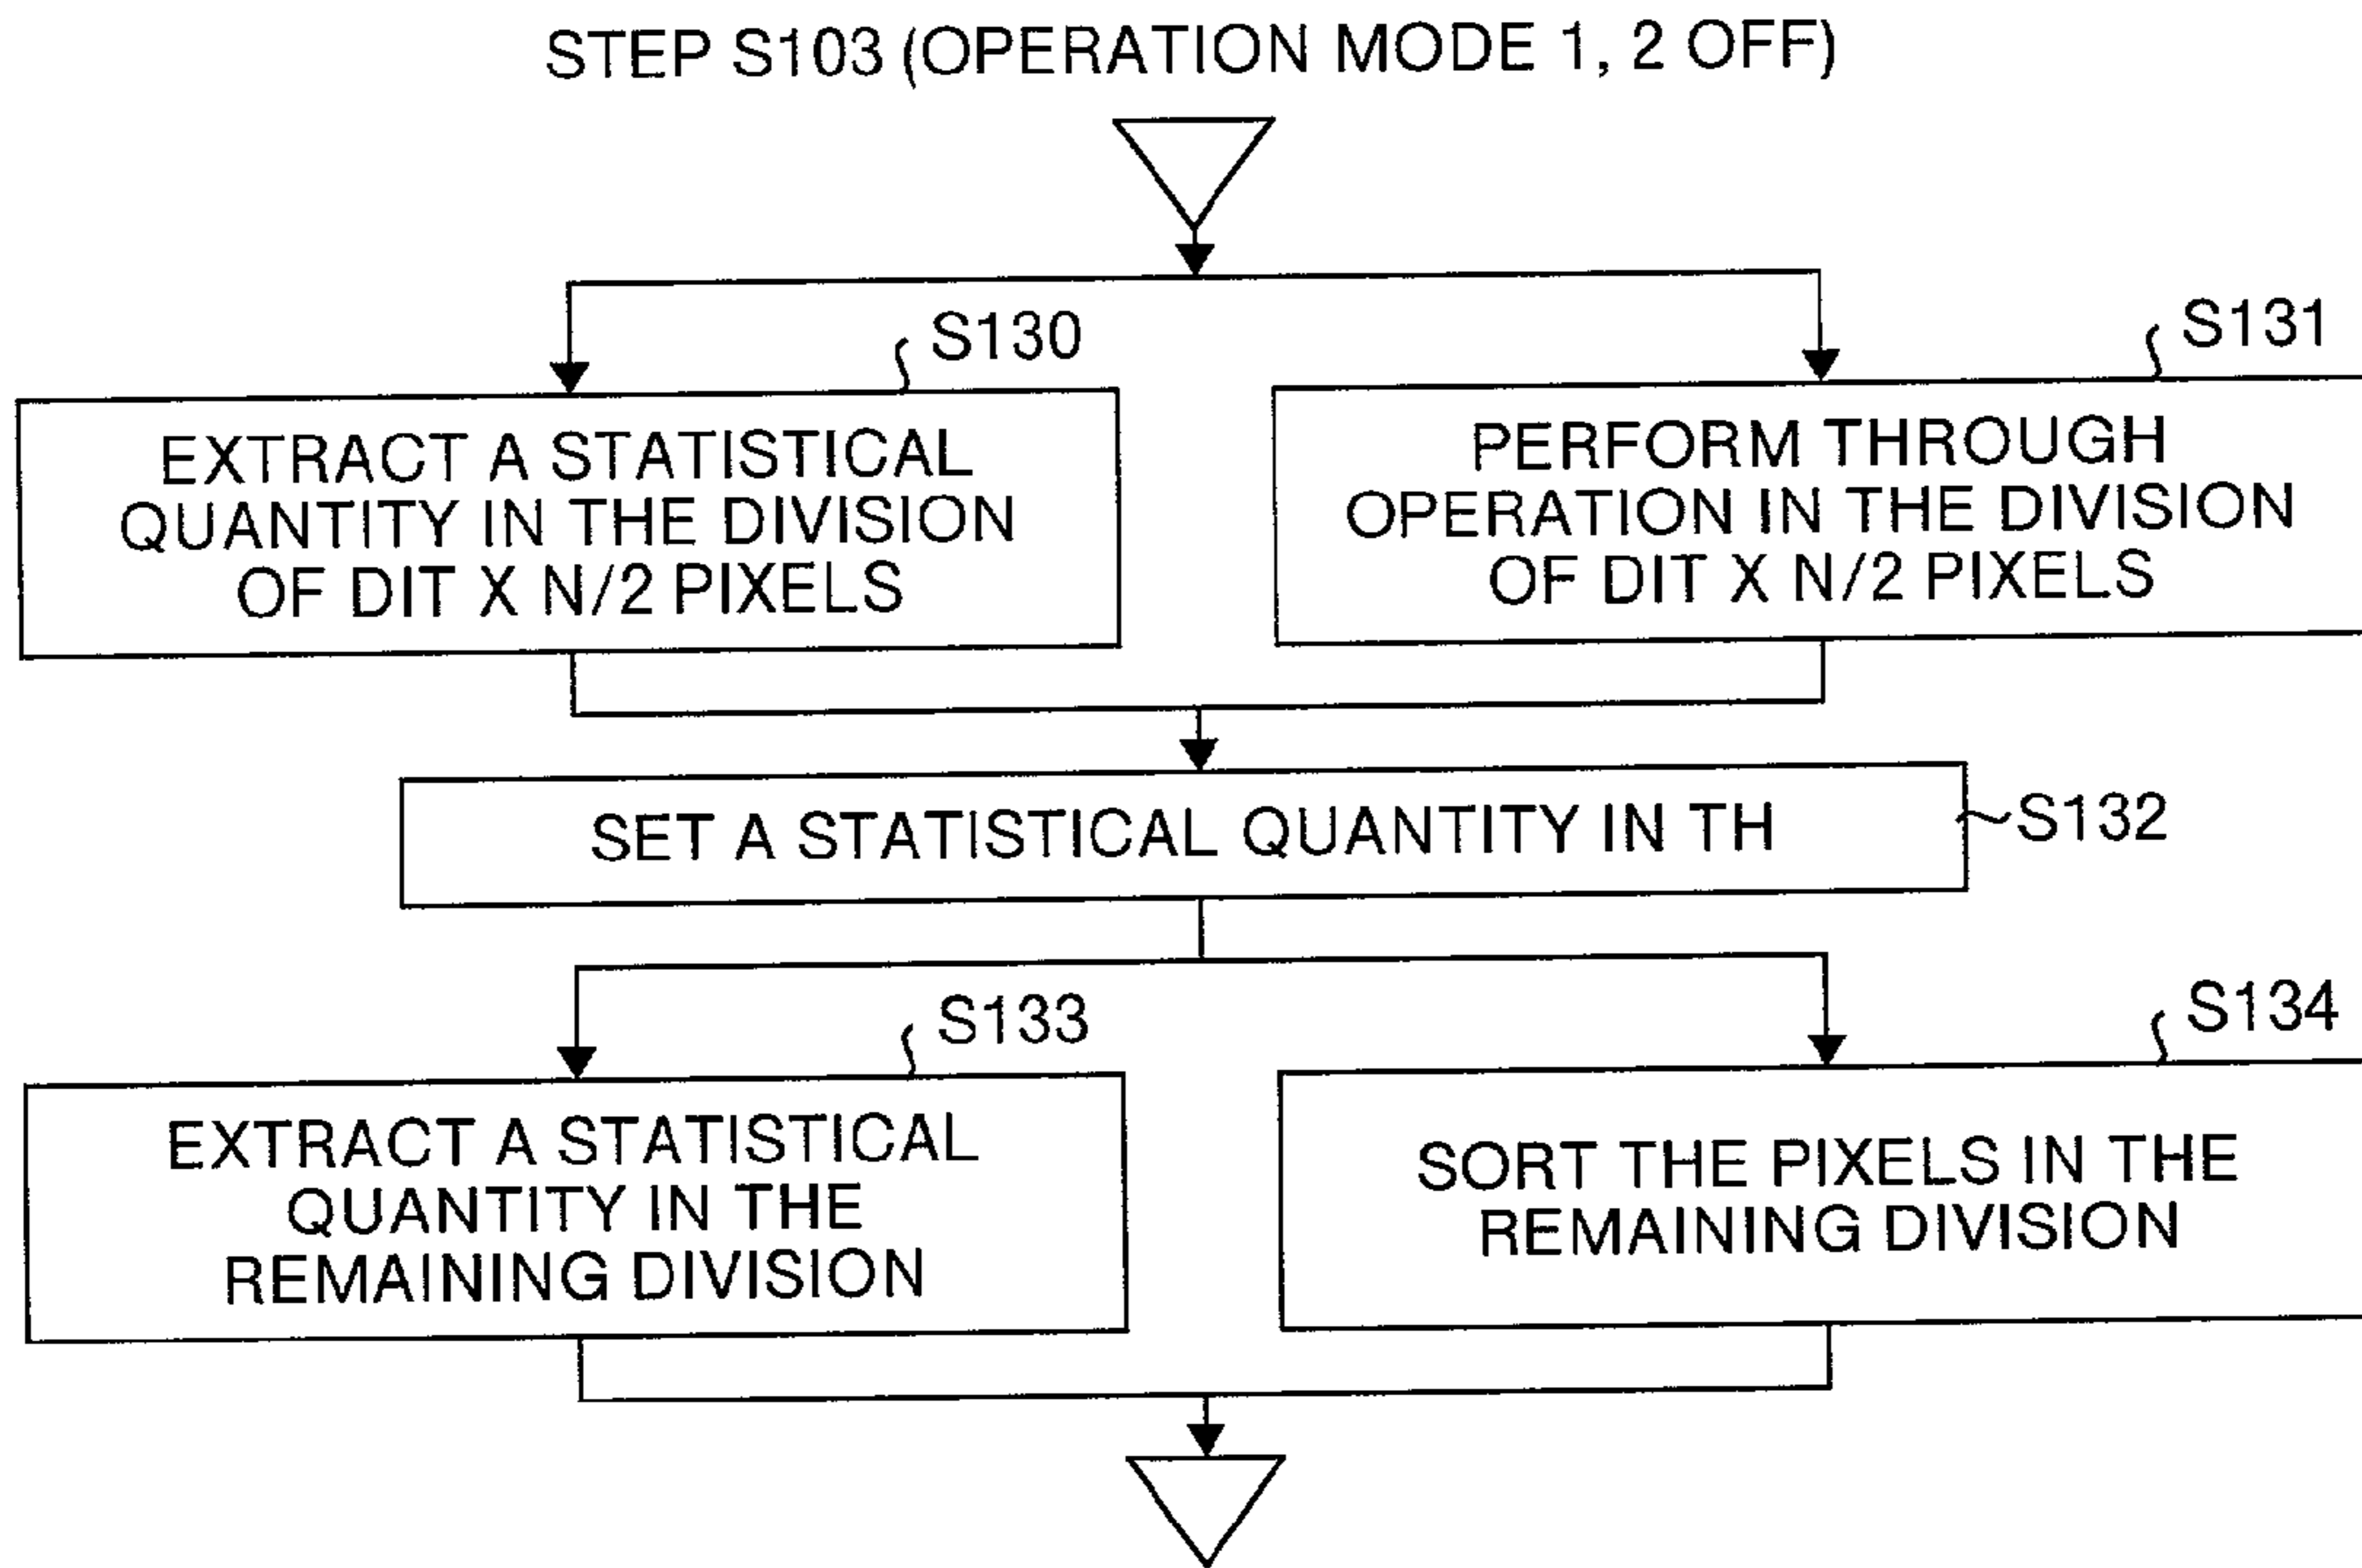 STEP S103 (OPERATION MODE 1, 2 OFF)
S130
S131
EXTRACT A STATISTICAL
QUANTITY IN THE DIVISION
OF DIT X N/2 PIXELS
PERFORM THROUGH
OPERATION IN THE DIVISION
OF DIT X N/2 PIXELS
SET A STATISTICAL QUANTITY IN TH
S132
S133
S134
EXTRACT A STATISTICAL
QUANTITY IN THE
REMAINING DIVISION
SORT THE PIXELS IN THE
REMAINING DIVISION